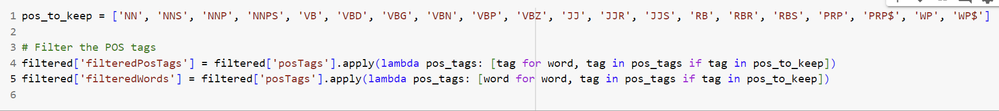 1 pos_to_keep = ['NN', 'NNS', 'NNP', 'NNPS', 'VB', 'VBD', 'VBG', 'VBN', 'VBP', 'VBZ', 'JJ', 'JJR', 'JJS', 'RB', 'RBR', 'RBS', 'PRP', 'PRP$', 'WP', 'WP$']
2
3 # Filter the POS tags
4 filtered['filteredPosTags'] = filtered['posTags'].apply(lambda pos_tags: [tag for word, tag in pos_tags if tag in pos_to_keep])
5 filtered['filteredWords'] = filtered['posTags'].apply(lambda pos_tags: [word for word, tag in pos_tags if tag in pos_to_keep])
6